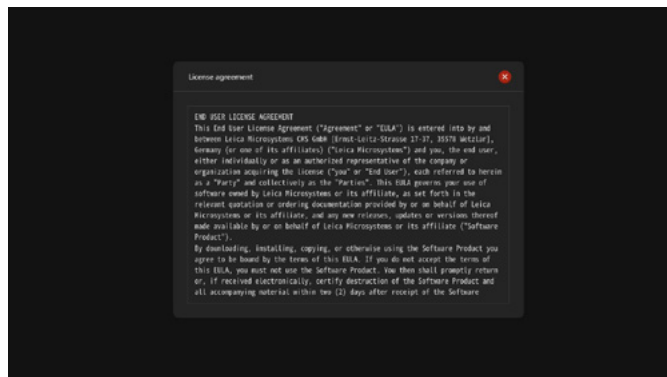 License agreement
END USER LICENSE AGREEMENT
This End User License Agreement ("Agreement" or "EULA") is entered into by and
between Leica Microsystems CMS GmbH [Ernst-Leitz-Strasse 17-37, 35578 Wetzlar],
Germany (or one of its affiliates) ("Leica Microsystems") and you, the end user,
either individually or as an authorized representative of the company or
organization acquiring the license ("you" or "End User"), each referred to herein
as a "Party" and collectively as the "Parties". This EULA governs your use of
software owned by Leica Microsystems or its affiliate, as set forth in the
relevant quotation or ordering documentation provided by or on behalf of Leica
Microsystems or its affiliate, and any new releases, updates or versions thereof
made available by or on behalf of Leica Microsystems or its affiliate ("Software
Product").
By downloading, installing, copying, or otherwise using the Software Product you
agree to be bound by the terms of this EULA. If you do not accept the terms of
this EULA, you must not use the Software Product. You then shall promptly return
or, if received electronically, certify destruction of the Software Product and
all accompanying material within two (2) days after receipt of the Software